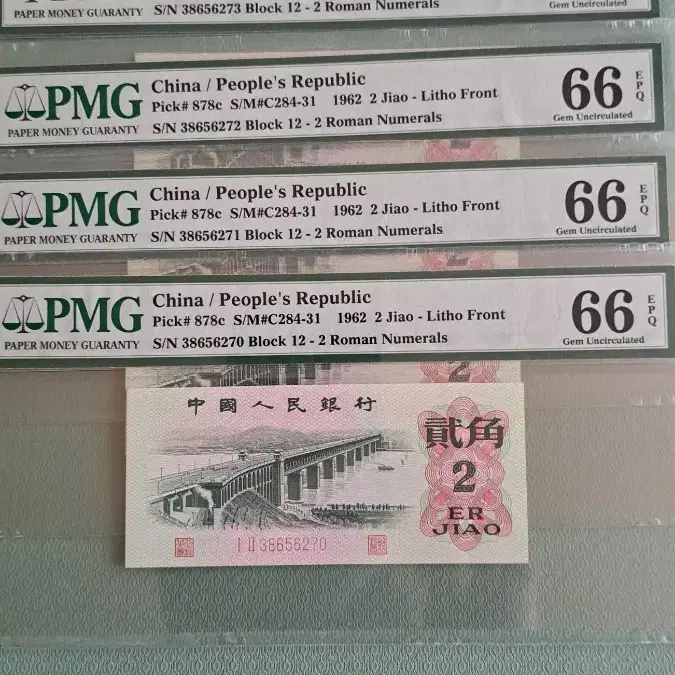 PAPER MONEY GUARANTY
S/N 38656273 Block 12 - 2 Roman Numerals
Gem Uncirculated
PMG
PAPER MONEY GUARANTY
China / People's Republic
Pick# 878c S/M#C284-31 1962 2 Jiao - Litho Front
S/N 38656272 Block 12 - 2 Roman Numerals
66
EPQ
Gem Uncirculated
PMG
PAPER MONEY GUARANTY
China / People's Republic
Pick# 878c S/M#C284-31 1962 2 Jiao - Litho Front
S/N 38656271 Block 12 - 2 Roman Numerals
66
EPQ
Gem Uncirculated
PMG
PAPER MONEY GUARANTY
China / People's Republic
Pick# 878c S/M#C284-31 1962 2 Jiao - Litho Front
S/N 38656270 Block 12 - 2 Roman Numerals
66
EPQ
Gem Uncirculated
2
中國人民銀行
貳角
2
ER
JIAO
I II 38656270